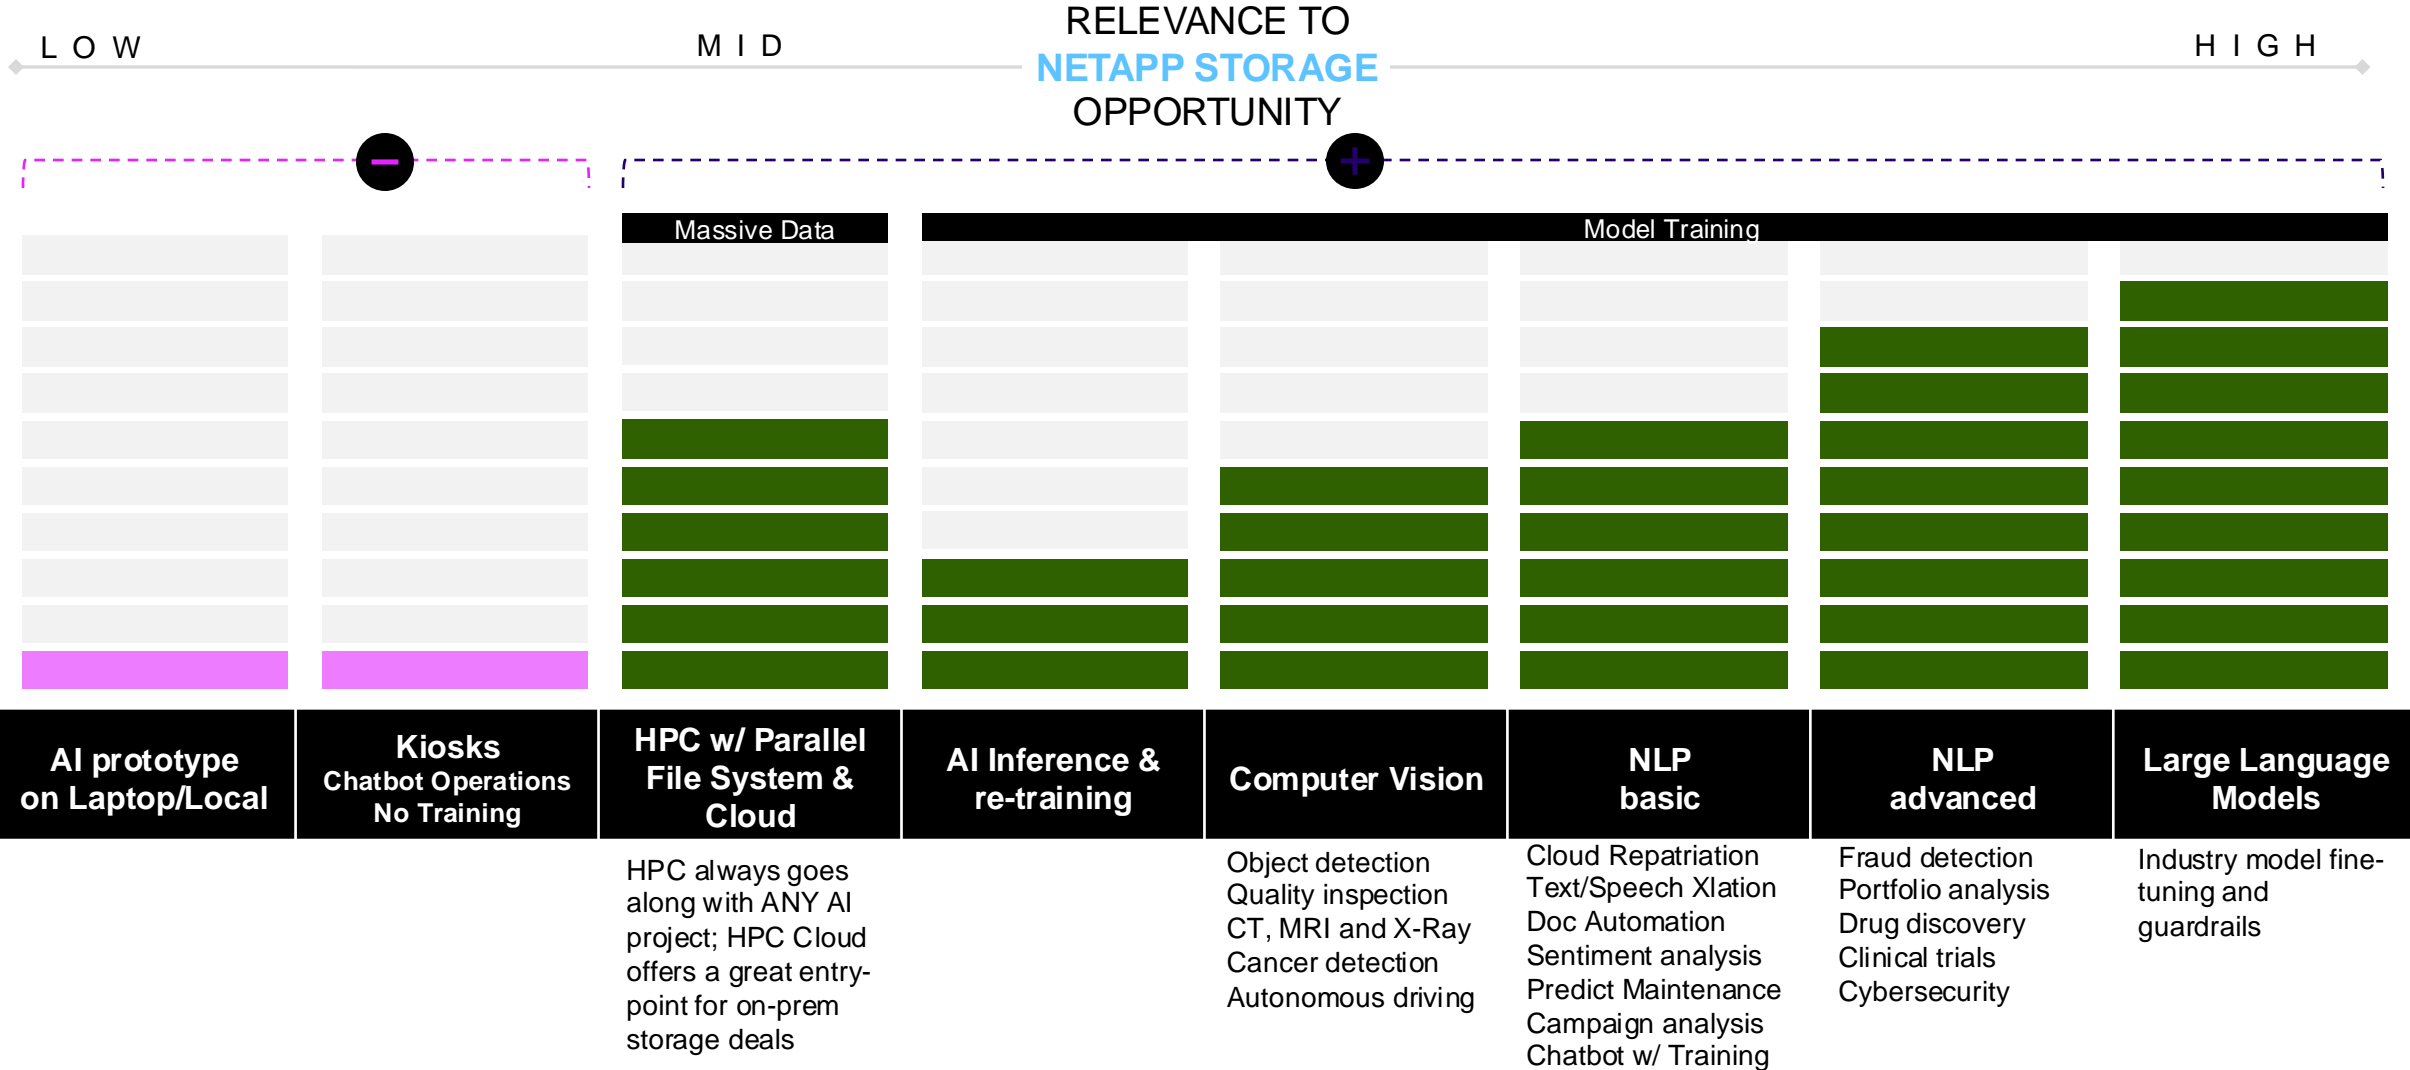 RELEVANCE TO
LOW
MID
NETAPP STORAGE
HIGH
OPPORTUNITY
Massive Data
Model Training
AI prototype
on Laptop/Local
Kiosks
Chatbot Operations
No Training
HPC w/ Parallel
File System &
Cloud
AI Inference &
re-training
Computer Vision
NLP
basic
NLP
advanced
Large Language
Models
HPC always goes
along with ANY AI
project; HPC Cloud
offers a great entry-
point for on-prem
storage deals
Object detection
Quality inspection
CT, MRI and X-Ray
Cancer detection
Autonomous driving
Cloud Repatriation
Text/Speech Xlation
Doc Automation
Sentiment analysis
Predict Maintenance
Campaign analysis
Chatbot w/ Training
Fraud detection
Portfolio analysis
Drug discovery
Clinical trials
Cybersecurity
Industry model fine-
tuning and
guardrails